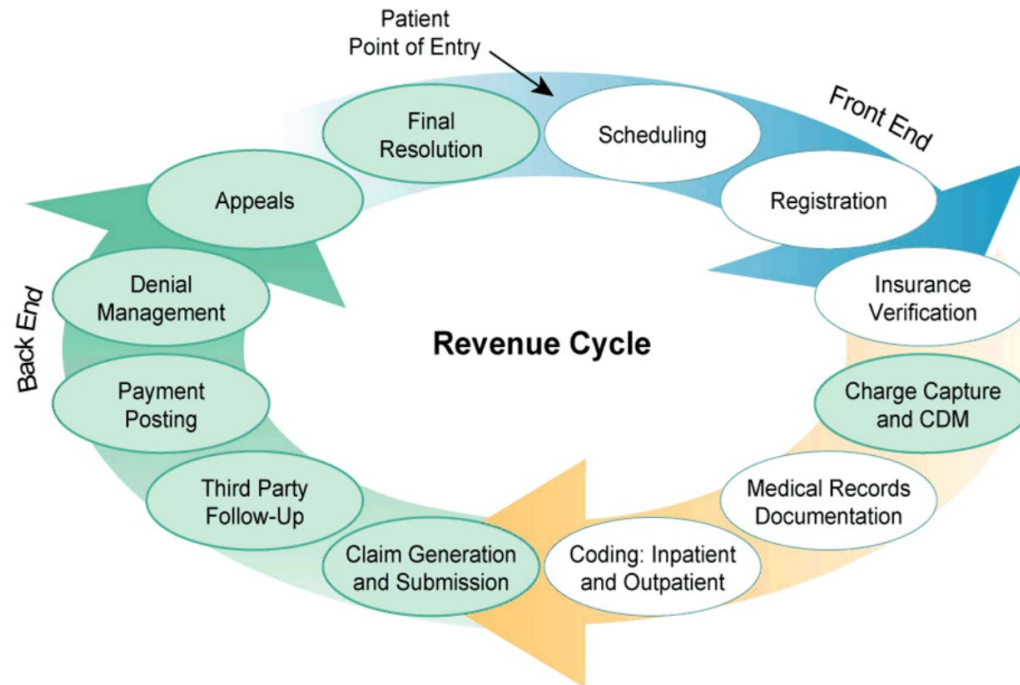 Patient
Point of Entry
Front End
Scheduling
Registration
Insurance
Verification
Charge Capture
and CDM
Medical Records
Documentation
Coding: Inpatient
and Outpatient
Claim Generation
and Submission
Third Party
Follow-Up
Payment
Posting
Back End
Denial
Management
Appeals
Final
Resolution
Revenue Cycle